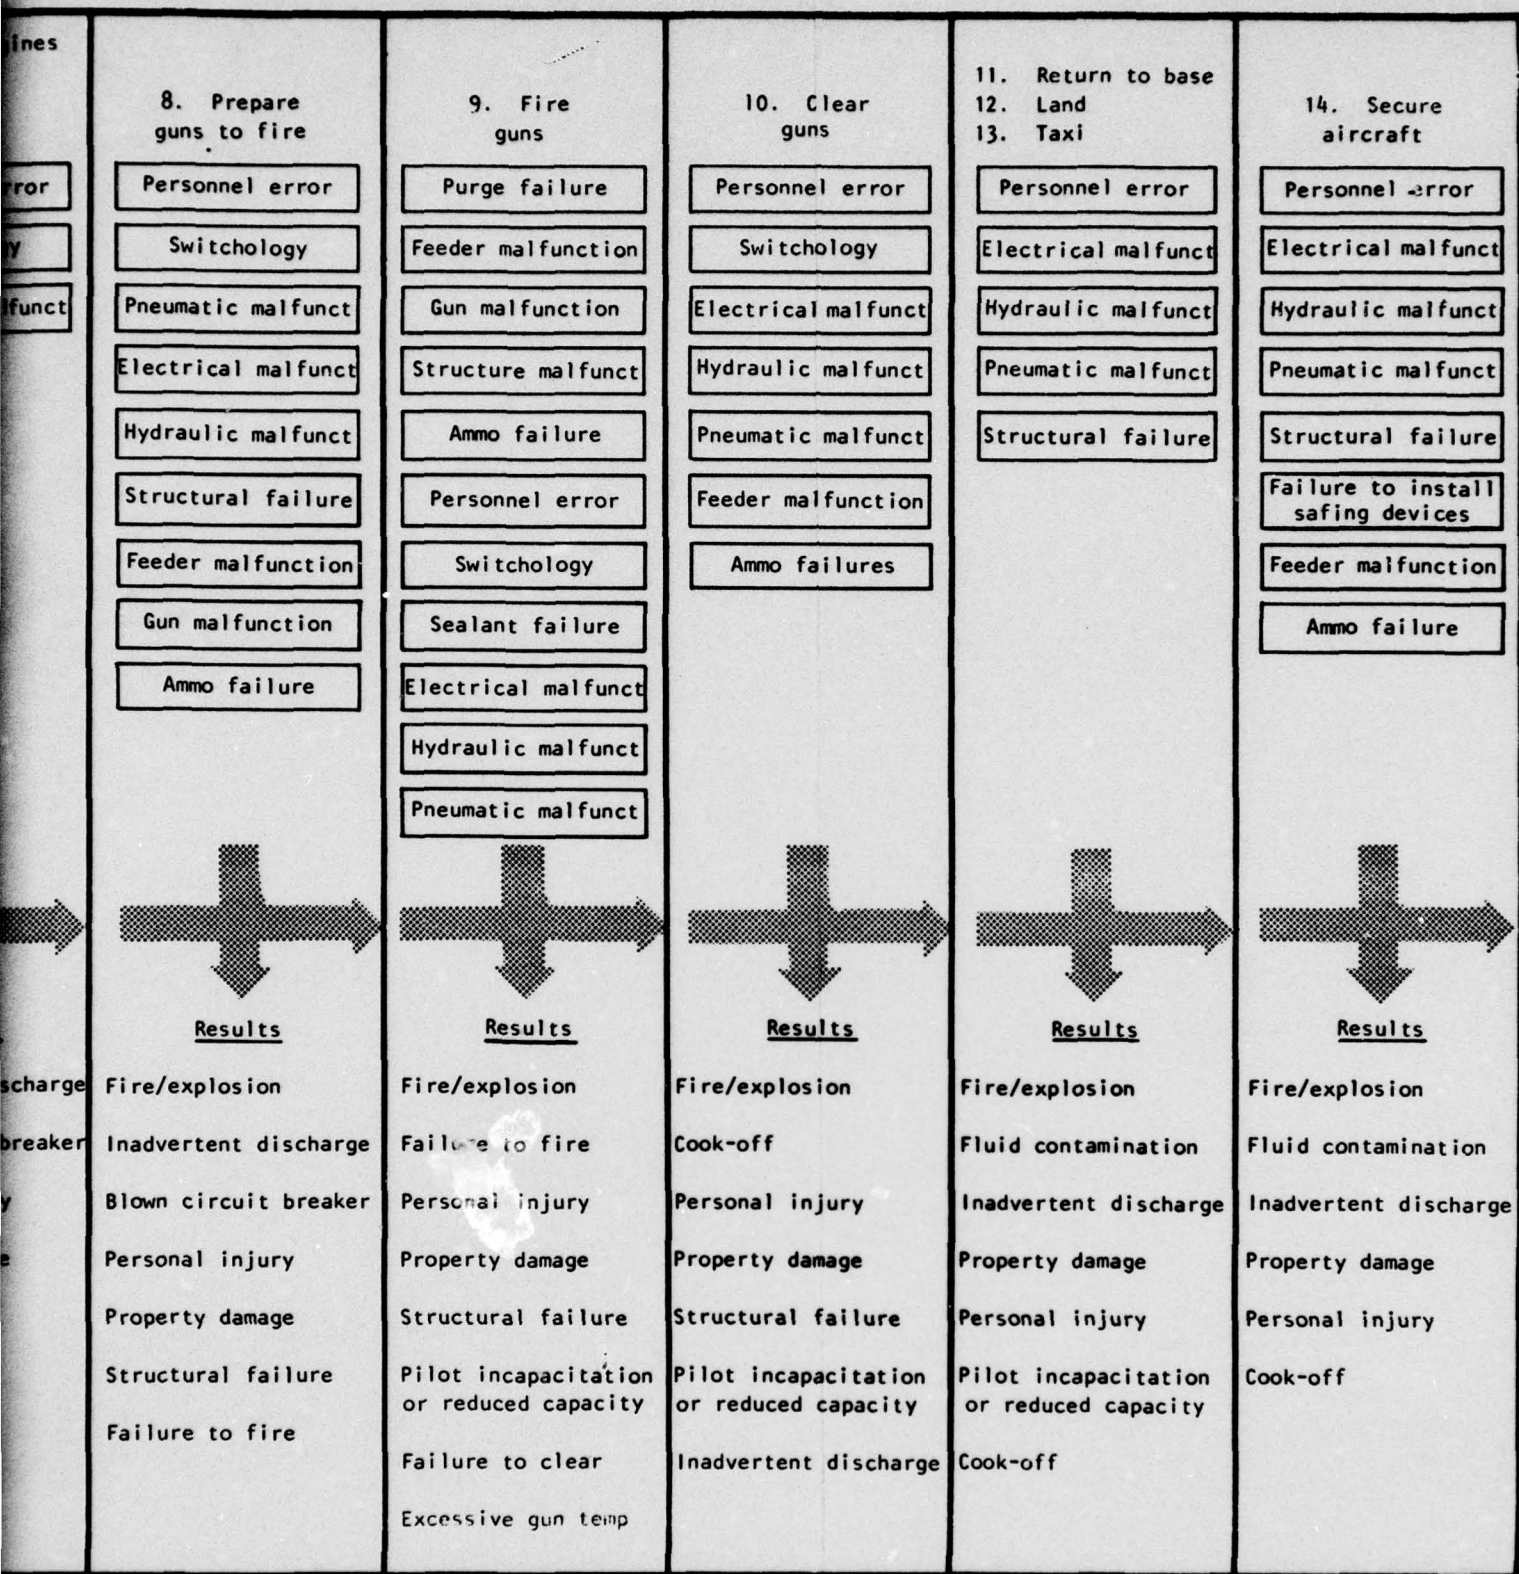 ines
rror
y
lfunct
scharge
breaker
y
e
8. Prepare
guns to fire
Personnel error
Switchology
Pneumatic malfunct
Electrical malfunct
Hydraulic malfunct
Structural failure
Feeder malfunction
Gun malfunction
Ammo failure
Results
Fire/explosion
Inadvertent discharge
Blown circuit breaker
Personal injury
Property damage
Structural failure
Failure to fire
9. Fire
guns
Purge failure
Feeder malfunction
Gun malfunction
Structure malfunct
Ammo failure
Personnel error
Switchology
Sealant failure
Electrical malfunct
Hydraulic malfunct
Pneumatic malfunct
Results
Fire/explosion
Failure to fire
Personal injury
Property damage
Structural failure
Pilot incapacitation
or reduced capacity
Failure to clear
Excessive gun temp
10. Clear
guns
Personnel error
Switchology
Electrical malfunct
Hydraulic malfunct
Pneumatic malfunct
Feeder malfunction
Ammo failures
Results
Fire/explosion
Cook-off
Personal injury
Property damage
Structural failure
Pilot incapacitation
or reduced capacity
Inadvertent discharge
11. Return to base
12. Land
13. Taxi
Personnel error
Electrical malfunct
Hydraulic malfunct
Pneumatic malfunct
Structural failure
Results
Fire/explosion
Fluid contamination
Inadvertent discharge
Property damage
Personal injury
Pilot incapacitation
or reduced capacity
Cook-off
14. Secure
aircraft
Personnel error
Electrical malfunct
Hydraulic malfunct
Pneumatic malfunct
Structural failure
Failure to install
safing devices
Feeder malfunction
Ammo failure
Results
Fire/explosion
Fluid contamination
Inadvertent discharge
Property damage
Personal injury
Cook-off